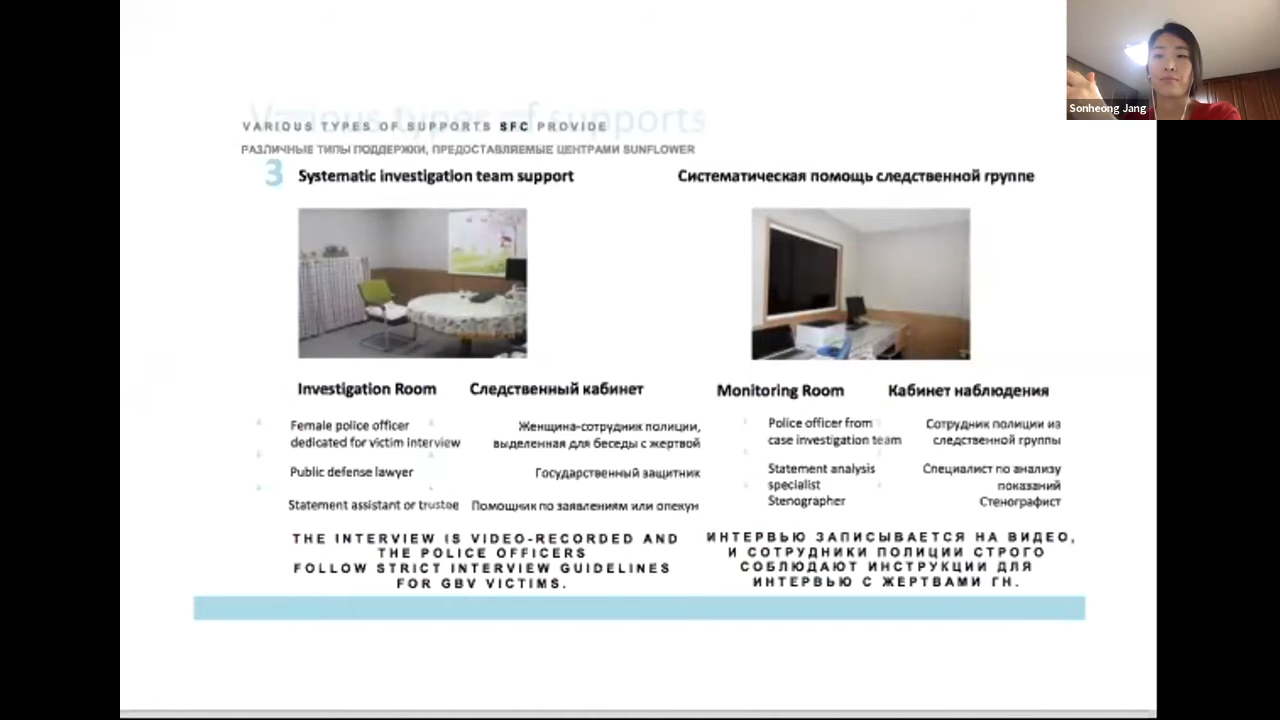 Various types of supports
VARIOUS TYPES OF SUPPORTS SFC PROVIDE
РАЗЛИЧНЫЕ ТИПЫ ПОДДЕРЖКИ, ПРЕДОСТАВЛЯЕМЫЕ ЦЕНТРАМИ SUNFLOWER
3 Systematic investigation team support
Систематическая помощь следственной группе
Investigation Room
Следственный кабинет
Female police officer
dedicated for victim interview
Женщина-сотрудник полиции,
выделенная для беседы с жертвой
Public defense lawyer
Государственный защитник
Statement assistant or trustee
Помощник по заявлениям или опекун
THE INTERVIEW IS VIDEO-RECORDED AND
THE POLICE OFFICERS
FOLLOW STRICT INTERVIEW GUIDELINES
FOR GBV VICTIMS.
Monitoring Room
Кабинет наблюдения
Police officer from
case investigation team
Сотрудник полиции из
следственной группы
Statement analysis
specialist
Stenographer
Специалист по анализу
показаний
Стенографист
ИНТЕРВЬЮ ЗАПИСЫВАЕТСЯ НА ВИДЕО,
И СОТРУДНИКИ ПОЛИЦИИ СТРОГО
СОБЛЮДАЮТ ИНСТРУКЦИИ ДЛЯ
ИНТЕРВЬЮ С ЖЕРТВАМИ ГН.
Sonheong Jang